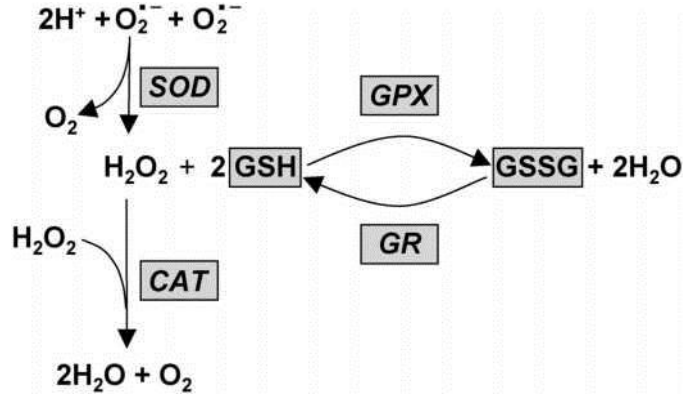 2H⁺ + O₂•⁻ + O₂•⁻
SOD
GPX
O₂
H₂O₂ + 2 GSH
GSSG + 2H₂O
H₂O₂
GR
CAT
2H₂O + O₂